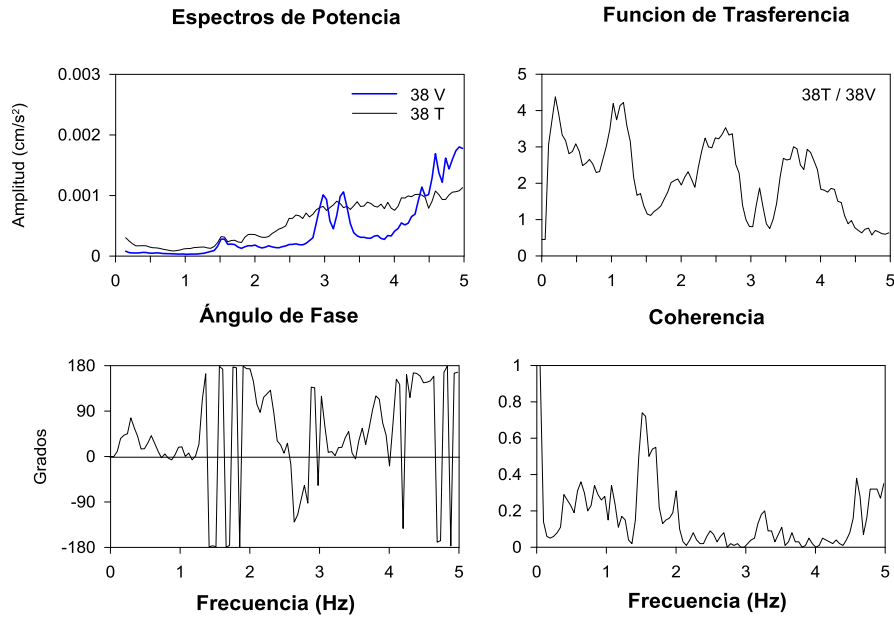 Espectros de Potencia
Funcion de Trasferencia
Amplitud (cm/s²)
0.003
0.002
0.001
0
38 V
38 T
0 1 2 3 4 5
5
4
3
2
1
0
38T / 38V
0 1 2 3 4 5
Ángulo de Fase
Coherencia
Grados
180
90
0
-90
-180
0 1 2 3 4 5
Frecuencia (Hz)
1
0.8
0.6
0.4
0.2
0
0 1 2 3 4 5
Frecuencia (Hz)